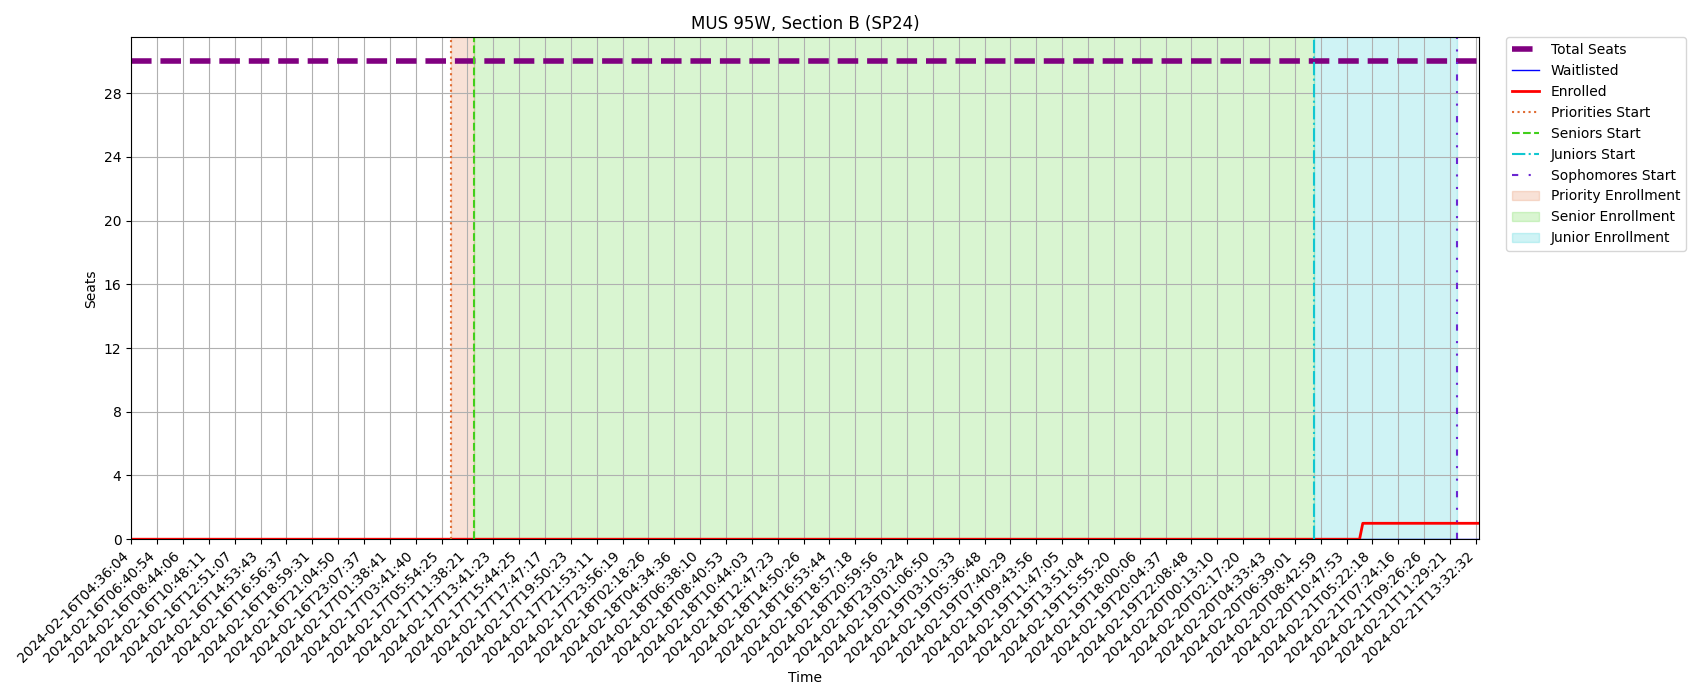 MUS 95W, Section B (SP24)
Total Seats
Waitlisted
Enrolled
Priorities Start
Seniors Start
Juniors Start
Sophomores Start
Priority Enrollment
Senior Enrollment
Junior Enrollment
Seats
28
24
20
16
12
8
4
0
2024-02-16T04:36:04
2024-02-16T06:40:54
2024-02-16T08:44:06
2024-02-16T10:48:11
2024-02-16T12:51:07
2024-02-16T14:53:43
2024-02-16T16:56:37
2024-02-16T18:59:31
2024-02-16T21:04:50
2024-02-16T23:07:37
2024-02-17T01:38:41
2024-02-17T03:41:40
2024-02-17T05:54:25
2024-02-17T11:38:21
2024-02-17T13:41:23
2024-02-17T15:44:25
2024-02-17T17:47:17
2024-02-17T19:50:23
2024-02-17T21:53:11
2024-02-17T23:56:19
2024-02-18T02:18:26
2024-02-18T04:34:36
2024-02-18T06:38:10
2024-02-18T08:40:53
2024-02-18T10:44:03
2024-02-18T12:47:23
2024-02-18T14:50:26
2024-02-18T16:53:44
2024-02-18T18:57:18
2024-02-18T20:59:56
2024-02-18T23:03:24
2024-02-19T01:06:50
2024-02-19T03:10:33
2024-02-19T05:36:48
2024-02-19T07:40:29
2024-02-19T09:43:56
2024-02-19T11:47:05
2024-02-19T13:51:04
2024-02-19T15:55:20
2024-02-19T18:00:06
2024-02-19T20:04:37
2024-02-19T22:08:48
2024-02-20T00:13:10
2024-02-20T02:17:20
2024-02-20T04:33:43
2024-02-20T06:39:01
2024-02-20T08:42:59
2024-02-20T10:47:53
2024-02-21T05:22:18
2024-02-21T07:24:16
2024-02-21T09:26:26
2024-02-21T11:29:21
2024-02-21T13:32:32
Time